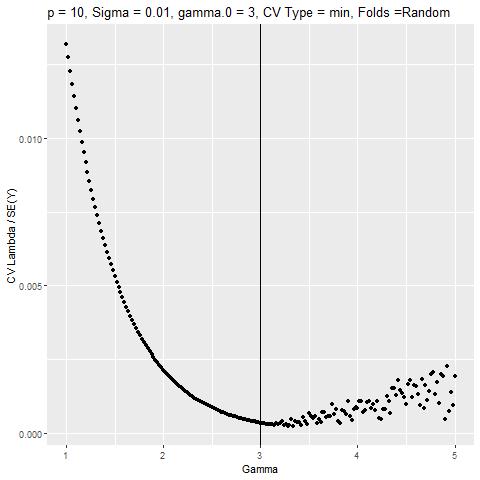 p = 10, Sigma = 0.01, gamma.0 = 3, CV Type = min, Folds =Random
0.010
0.005
0.000
CV Lambda / SE(Y)
1 2 3 4 5
Gamma